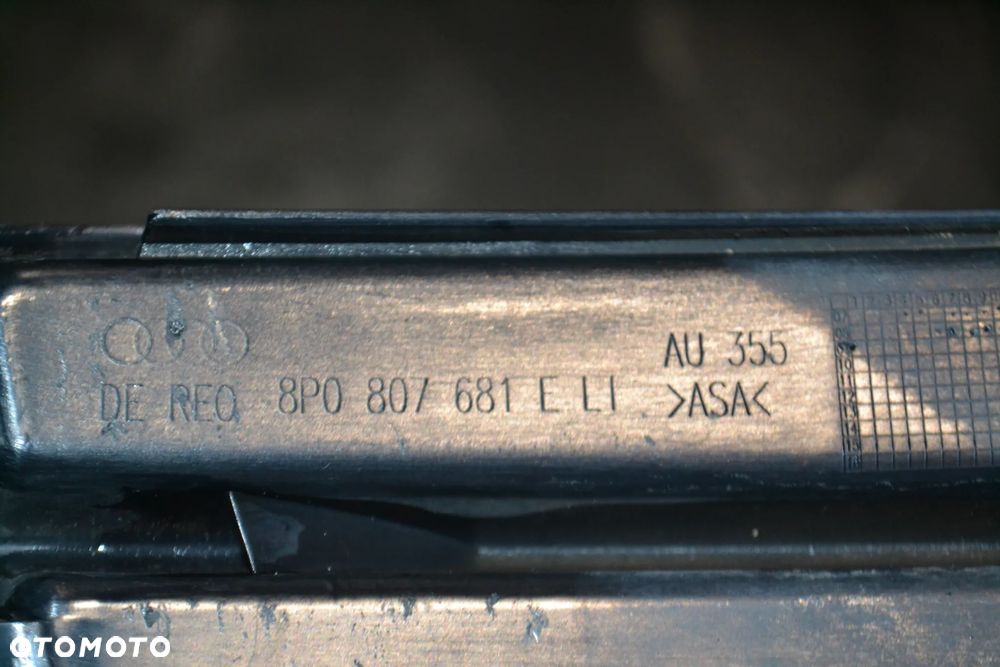 AU 355
DE REQ 8P0 807 681 E LI >ASA<
OTOMOTO